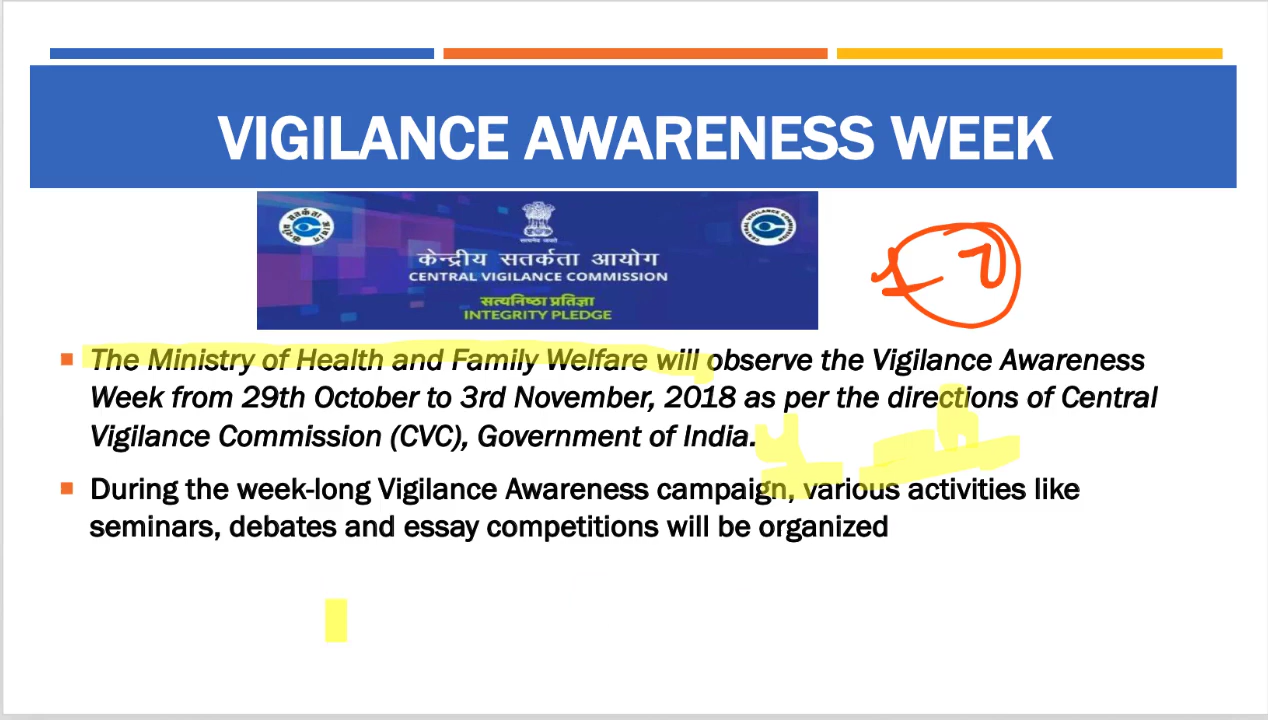 VIGILANCE AWARENESS WEEK
केन्द्रीय सतर्कता आयोग
CENTRAL VIGILANCE COMMISSION
सत्यनिष्ठा प्रतिज्ञा
INTEGRITY PLEDGE
The Ministry of Health and Family Welfare will observe the Vigilance Awareness
Week from 29th October to 3rd November, 2018 as per the directions of Central
Vigilance Commission (CVC), Government of India.
During the week-long Vigilance Awareness campaign, various activities like
seminars, debates and essay competitions will be organized